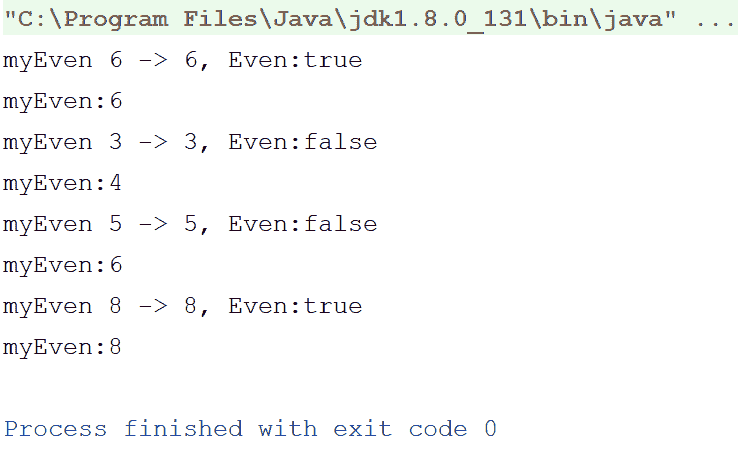 "C:\Program Files\Java\jdk1.8.0_131\bin\java" ...
myEven 6 -> 6, Even:true
myEven:6
myEven 3 -> 3, Even:false
myEven:4
myEven 5 -> 5, Even:false
myEven:6
myEven 8 -> 8, Even:true
myEven:8
Process finished with exit code 0